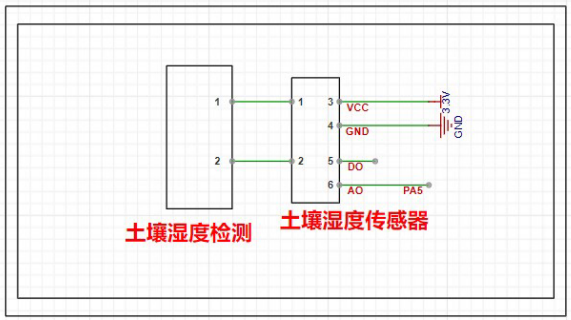 1 1 3 VCC 3.3V
4 GND GND
2 2 5 DO
6 AO PA5
土壤湿度检测 土壤湿度传感器